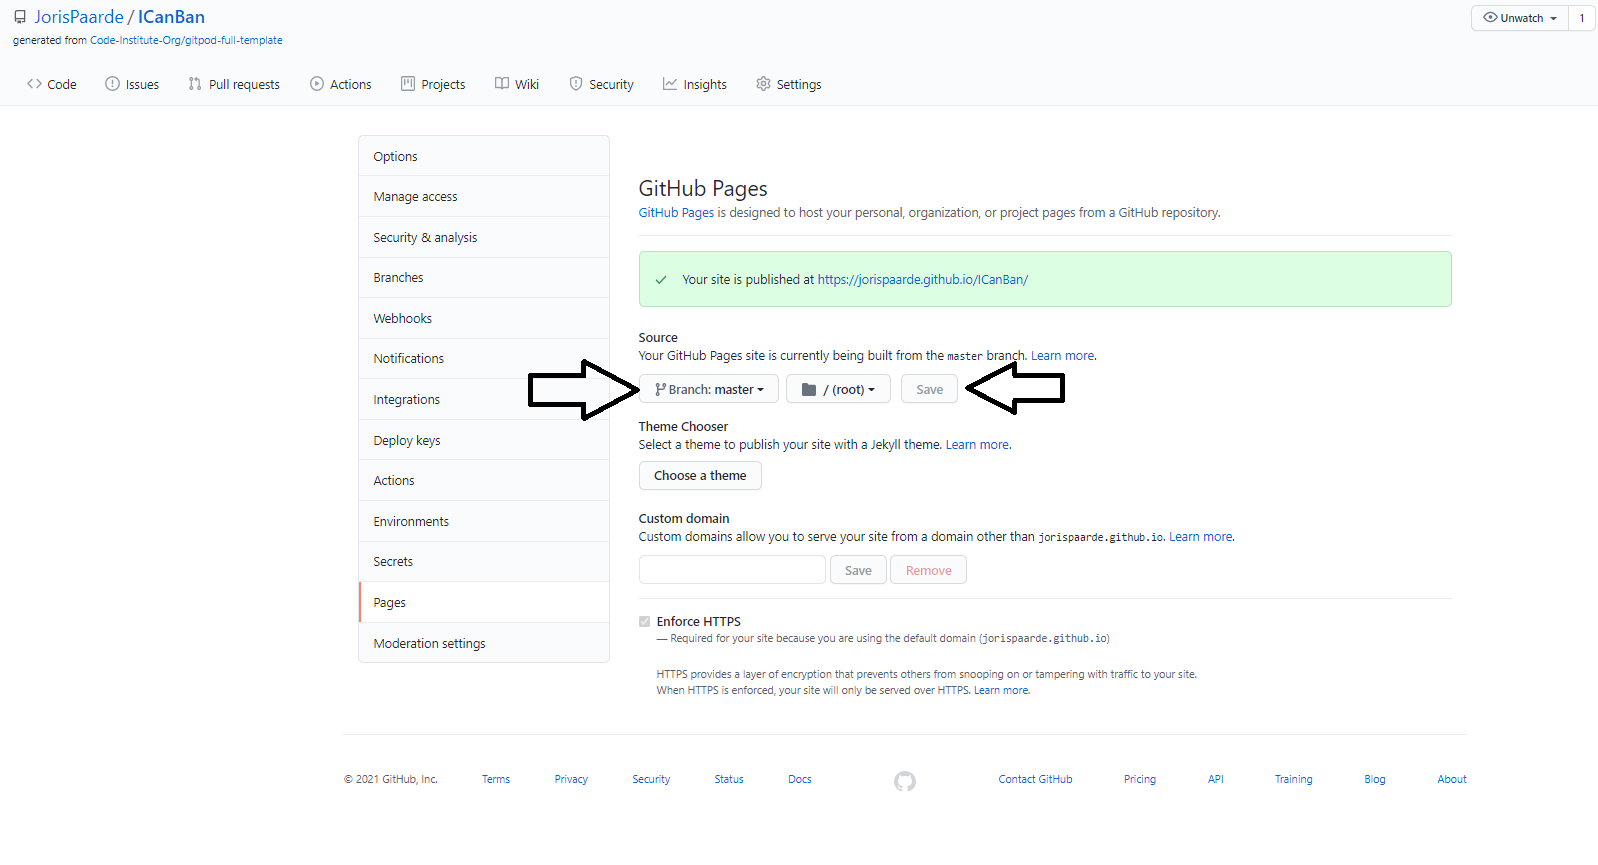 JorisPaarde / ICanBan
Unwatch 1
generated from Code-Institute-Org/gitpod-full-template
Code Issues Pull requests Actions Projects Wiki Security Insights Settings
Options
Manage access
Security & analysis
Branches
Webhooks
Notifications
Integrations
Deploy keys
Actions
Environments
Secrets
Pages
Moderation settings
GitHub Pages
GitHub Pages is designed to host your personal, organization, or project pages from a GitHub repository.
Your site is published at https://jorispaarde.github.io/ICanBan/
Source
Your GitHub Pages site is currently being built from the master branch. Learn more.
Branch: master / (root) Save
Theme Chooser
Select a theme to publish your site with a Jekyll theme. Learn more.
Choose a theme
Custom domain
Custom domains allow you to serve your site from a domain other than jorispaarde.github.io. Learn more.
Save Remove
Enforce HTTPS
— Required for your site because you are using the default domain (jorispaarde.github.io)
HTTPS provides a layer of encryption that prevents others from snooping on or tampering with traffic to your site.
When HTTPS is enforced, your site will only be served over HTTPS. Learn more.
© 2021 GitHub, Inc. Terms Privacy Security Status Docs Contact GitHub Pricing API Training Blog About